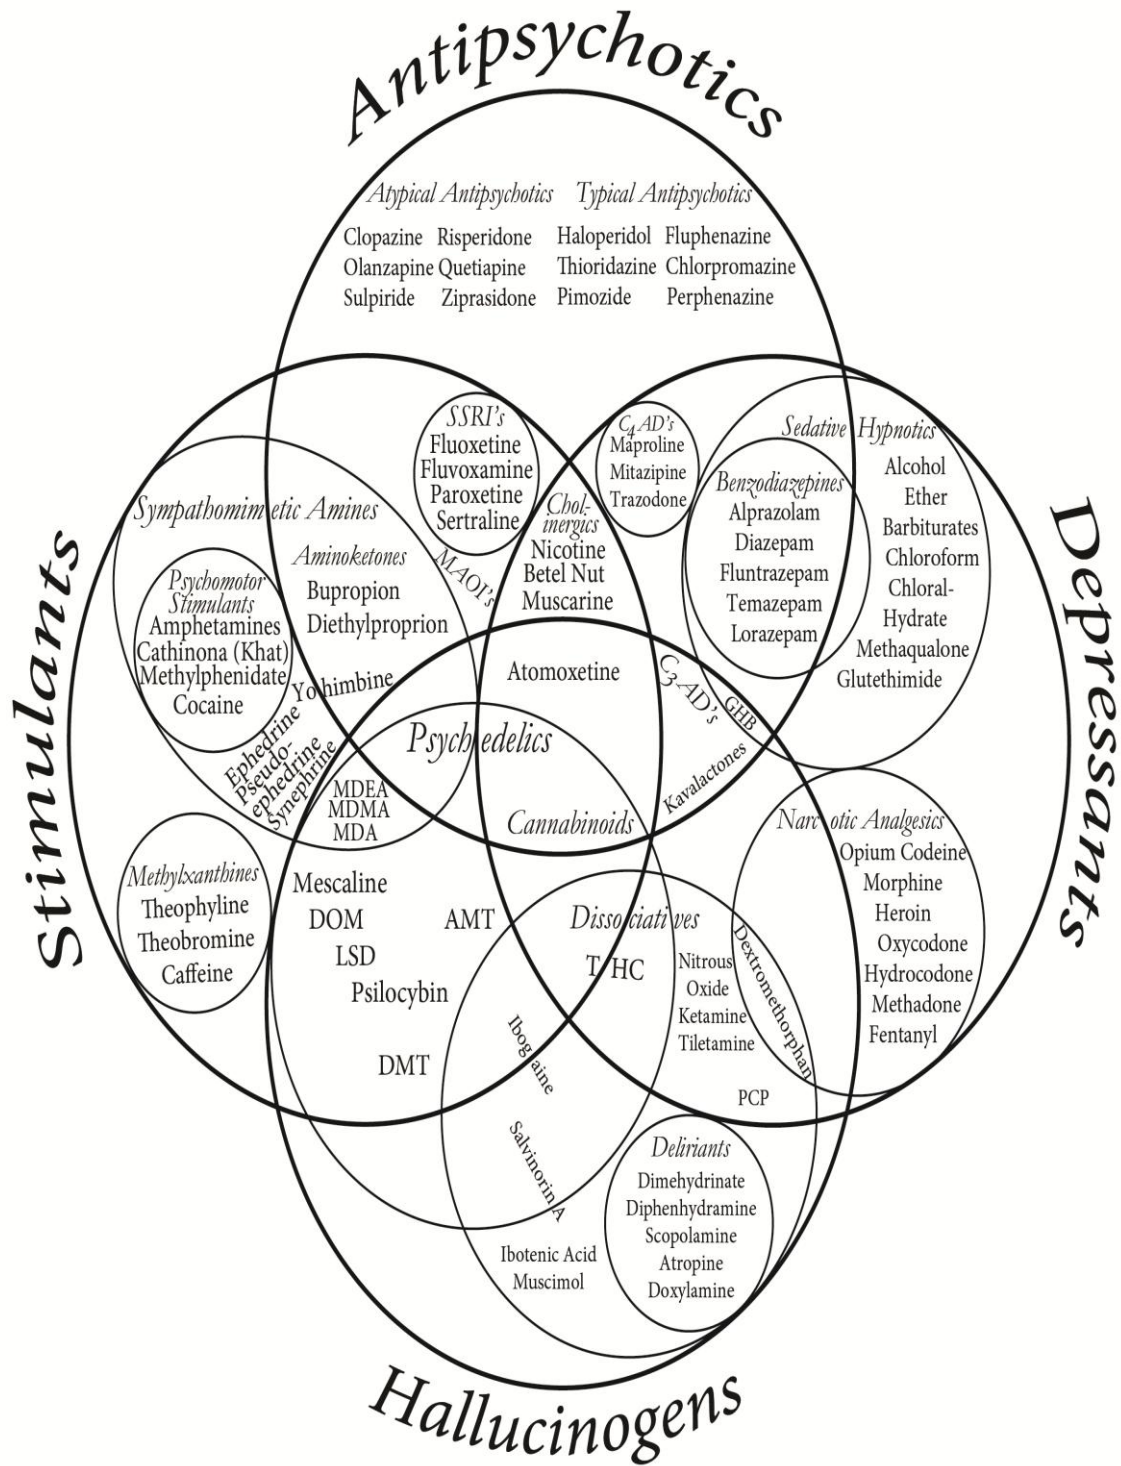 Antipsychotics
Atypical Antipsychotics
Clopazine Risperidone
Olanzapine Quetiapine
Sulpiride Ziprasidone
Typical Antipsychotics
Haloperidol Fluphenazine
Thioridazine Chlorpromazine
Pimozide Perphenazine
Stimulants
Sympathomimetic Amines
Psychomotor
Stimulants
Amphetamines
Cathinona (Khat)
Methylphenidate
Cocaine
Aminoketones
Bupropion
Diethylproprion
Yohimbine
Ephedrine
Pseudo-
ephedrine
Synephrine
SSRI's
Fluoxetine
Fluvoxamine
Paroxetine
Sertraline
MAOI's
Chol-
inergics
Nicotine
Betel Nut
Muscarine
C4 AD's
Maproline
Mitazipine
Trazodone
Sedative Hypnotics
Benzodiazepines
Alprazolam
Diazepam
Fluntrazepam
Temazepam
Lorazepam
Alcohol
Ether
Barbiturates
Chloroform
Chloral-
Hydrate
Methaqualone
Glutethimide
Depressants
Atomoxetine
C3-AD's
GHB
Kavalactones
Psychedelics
MDEA
MDMA
MDA
Cannabinoids
Methylxanthines
Theophyline
Theobromine
Caffeine
Mescaline
DOM
LSD
Psilocybin
AMT
DMT
Dissociatives
THC
Nitrous
Oxide
Ketamine
Tiletamine
Dextromethorphan
PCP
Narcotic Analgesics
Opium Codeine
Morphine
Heroin
Oxycodone
Hydrocodone
Methadone
Fentanyl
Ibogaine
Salvinorin A
Ibotenic Acid
Muscimol
Deliriants
Dimehydrinate
Diphenhydramine
Scopolamine
Atropine
Doxylamine
Hallucinogens